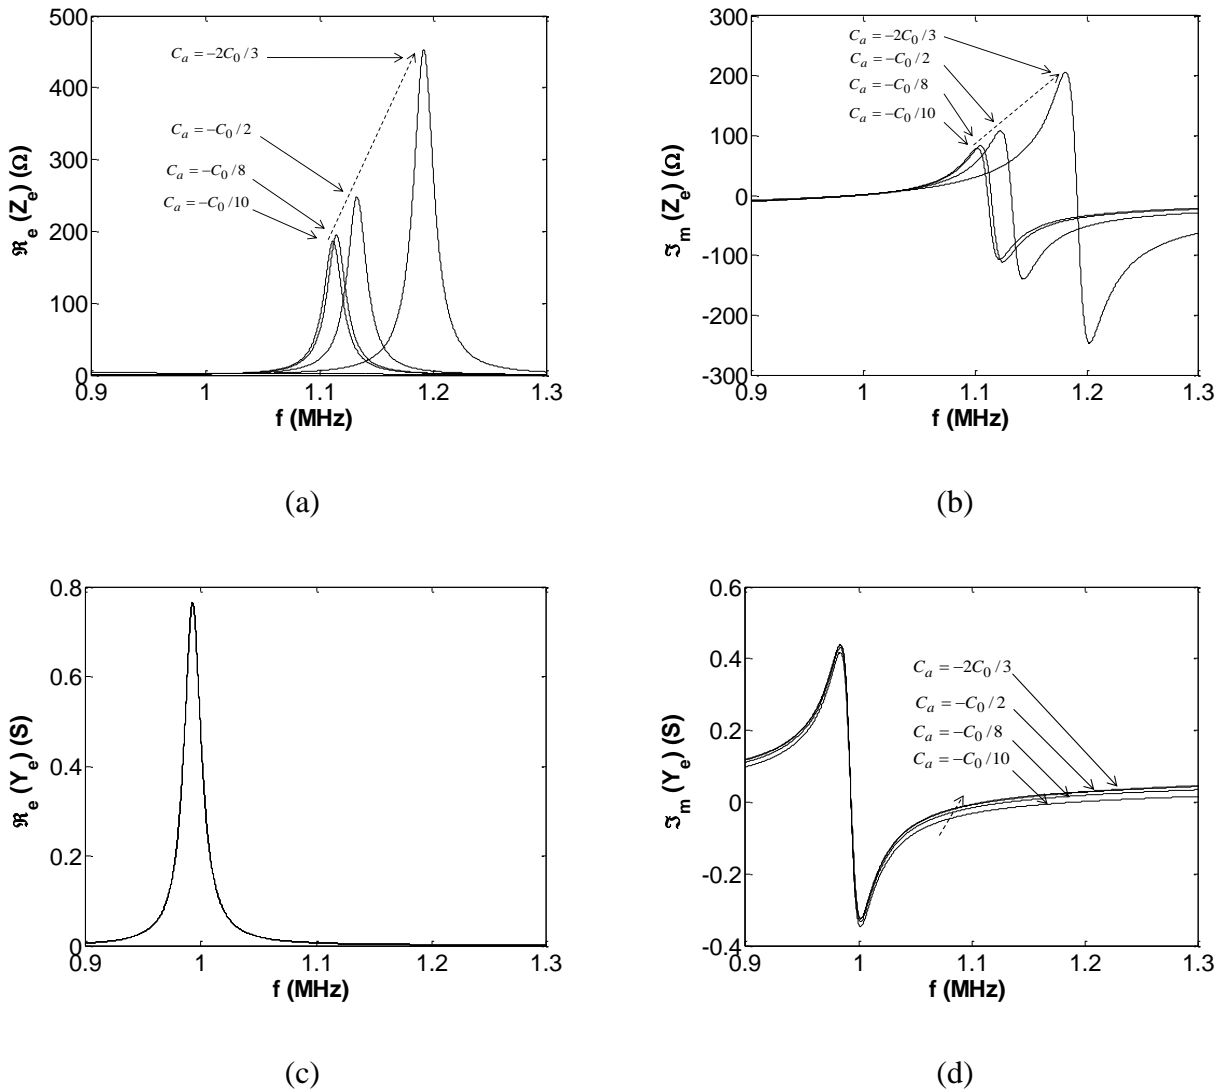 500
400
300
200
100
0
0.9 1 1.1 1.2 1.3
ℜe (Ze) (Ω)
f (MHz)
Ca = −2C0 / 3
Ca = −C0 / 2
Ca = −C0 / 8
Ca = −C0 / 10
(a)
300
200
100
0
-100
-200
-300
0.9 1 1.1 1.2 1.3
ℑm (Ze) (Ω)
f (MHz)
Ca = −2C0 / 3
Ca = −C0 / 2
Ca = −C0 / 8
Ca = −C0 / 10
(b)
0.8
0.6
0.4
0.2
0
0.9 1 1.1 1.2 1.3
ℜe (Ye) (S)
f (MHz)
(c)
0.6
0.4
0.2
0
-0.2
-0.4
0.9 1 1.1 1.2 1.3
ℑm (Ye) (S)
f (MHz)
Ca = −2C0 / 3
Ca = −C0 / 2
Ca = −C0 / 8
Ca = −C0 / 10
(d)